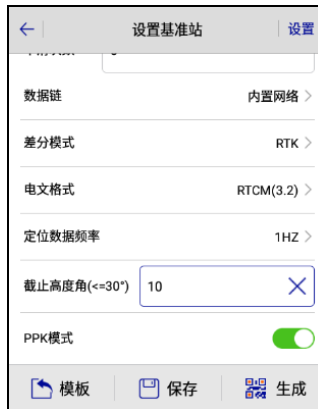 设置基准站
设置
数据链 内置网络
差分模式 RTK
电文格式 RTCM(3.2)
定位数据频率 1HZ
截止高度角(<=30°) 10
PPK模式
模板 保存 生成